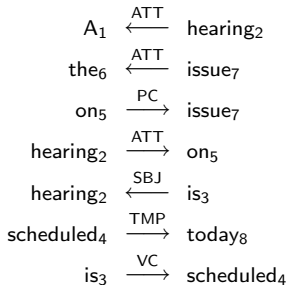 A₁ ←ATT hearing₂
the₆ ←ATT issue₇
on₅ →PC issue₇
hearing₂ →ATT on₅
hearing₂ ←SBJ is₃
scheduled₄ →TMP today₈
is₃ →VC scheduled₄